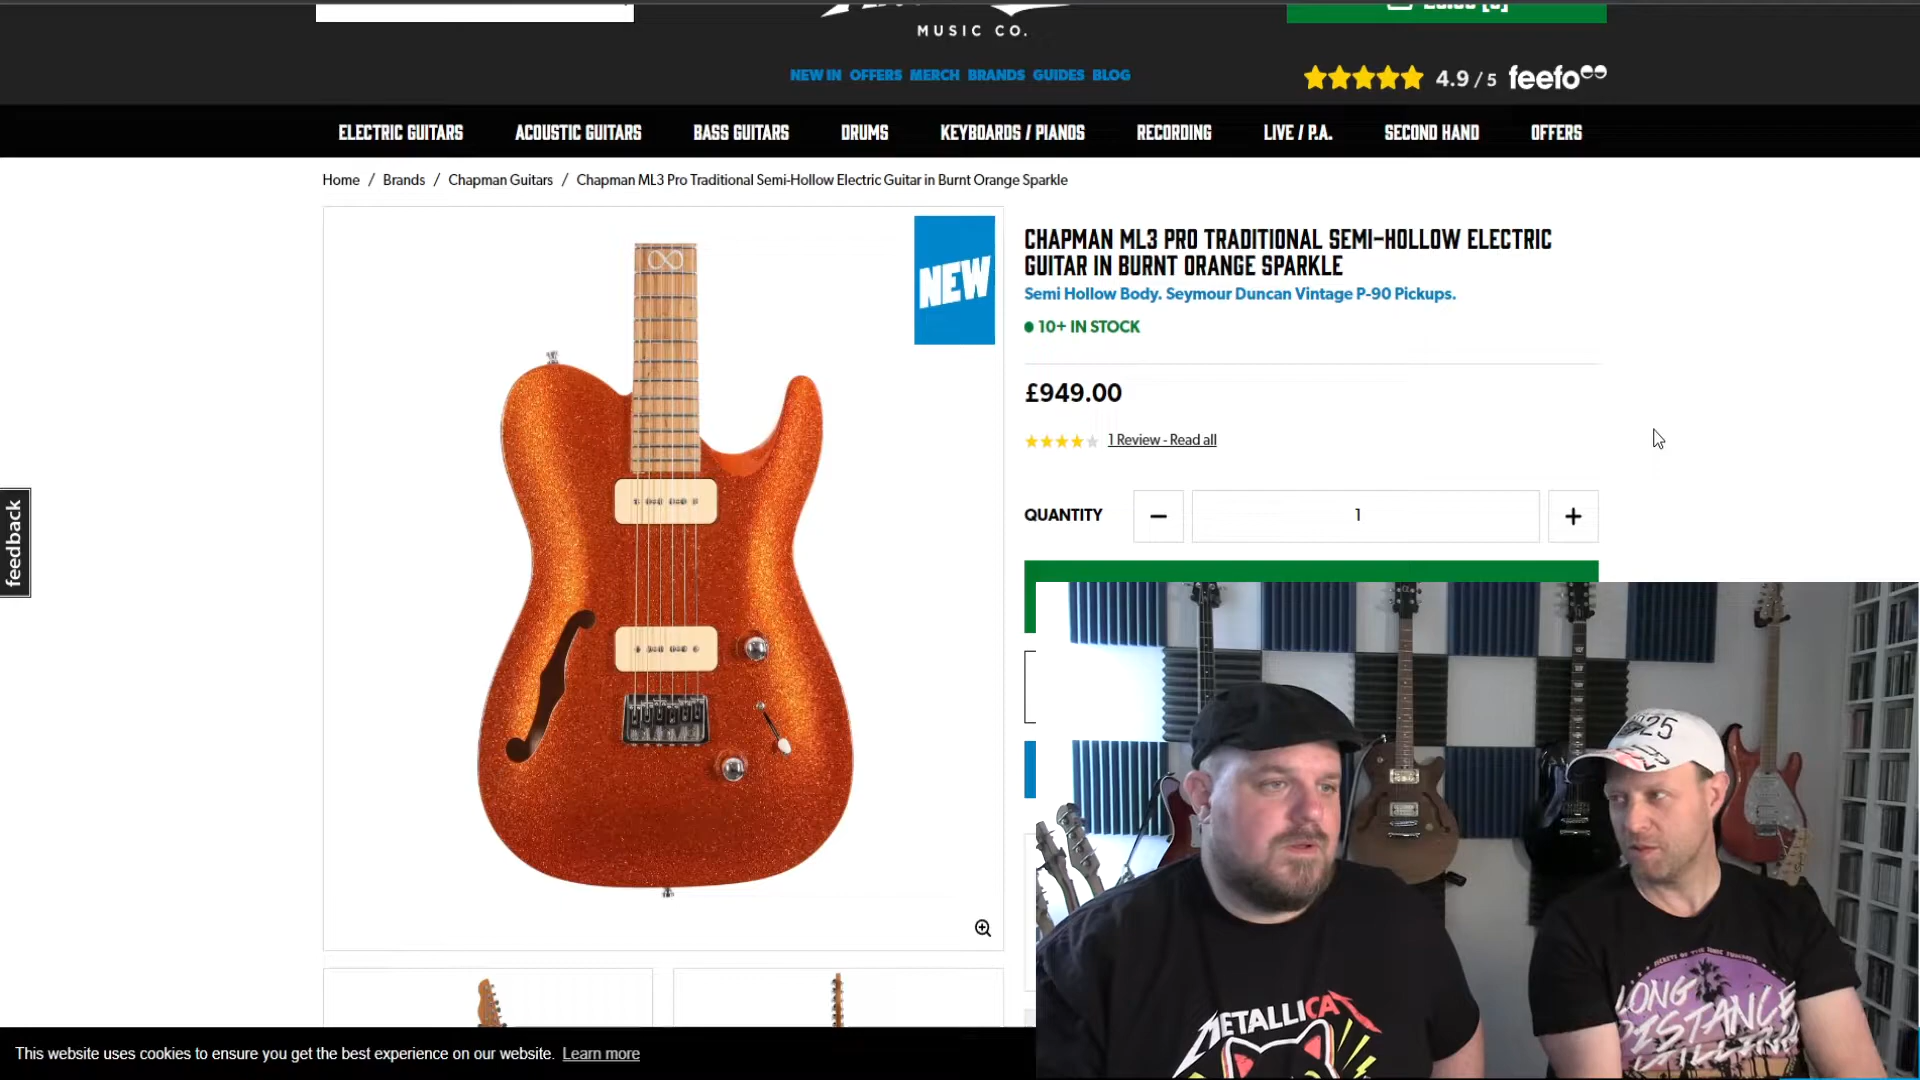 MUSIC CO.
NEW IN OFFERS MERCH BRANDS GUIDES BLOG
4.9 / 5 feefo
ELECTRIC GUITARS ACOUSTIC GUITARS BASS GUITARS DRUMS KEYBOARDS / PIANOS RECORDING LIVE / P.A. SECOND HAND OFFERS
Home / Brands / Chapman Guitars / Chapman ML3 Pro Traditional Semi-Hollow Electric Guitar in Burnt Orange Sparkle
NEW
CHAPMAN ML3 PRO TRADITIONAL SEMI-HOLLOW ELECTRIC
GUITAR IN BURNT ORANGE SPARKLE
Semi Hollow Body. Seymour Duncan Vintage P-90 Pickups.
10+ IN STOCK
£949.00
1 Review - Read all
QUANTITY − 1 +
feedback
METALLICA
LONG
DISTANCE
This website uses cookies to ensure you get the best experience on our website. Learn more